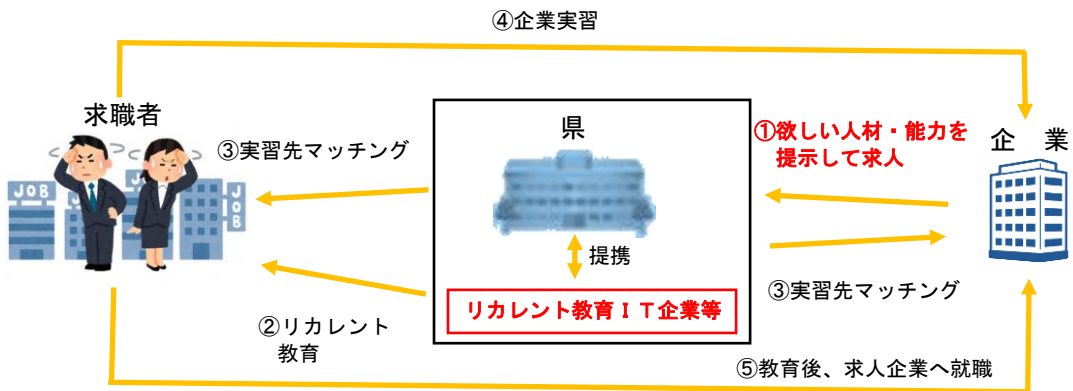 ④企業実習
求職者
県
①欲しい人材・能力を
提示して求人
企　業
③実習先マッチング
JOB
JOB
提携
リカレント教育ＩＴ企業等
③実習先マッチング
②リカレント
教育
⑤教育後、求人企業へ就職